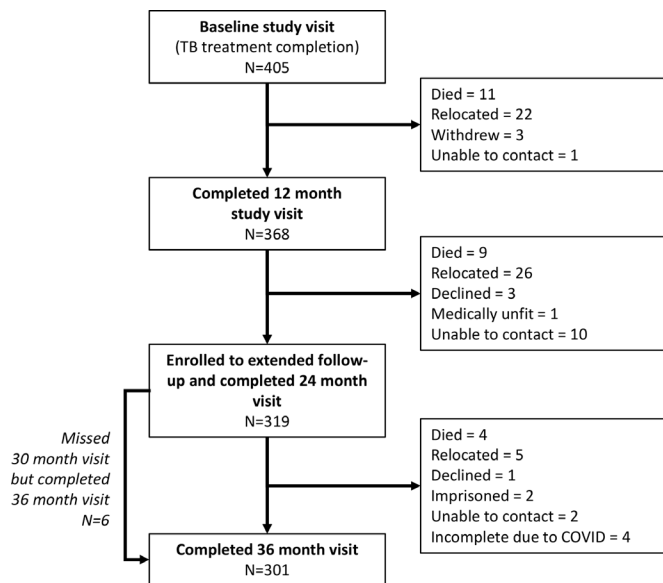 Baseline study visit
(TB treatment completion)
N=405
Died = 11
Relocated = 22
Withdrew = 3
Unable to contact = 1
Completed 12 month
study visit
N=368
Died = 9
Relocated = 26
Declined = 3
Medically unfit = 1
Unable to contact = 10
Enrolled to extended follow-
up and completed 24 month
visit
N=319
Missed
30 month visit
but completed
36 month visit
N=6
Died = 4
Relocated = 5
Declined = 1
Imprisoned = 2
Unable to contact = 2
Incomplete due to COVID = 4
Completed 36 month visit
N=301